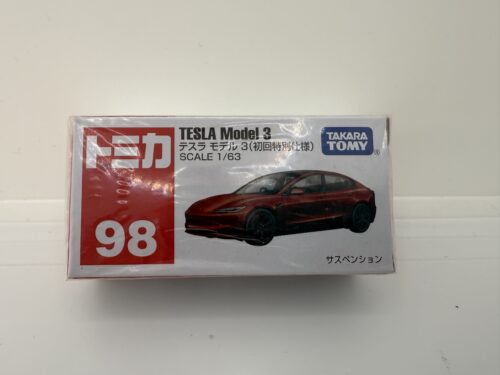 トミカ
98
TESLA Model 3
テスラ モデル 3(初回特別仕様)
SCALE 1/63
TAKARA
TOMY
®
サスペンション